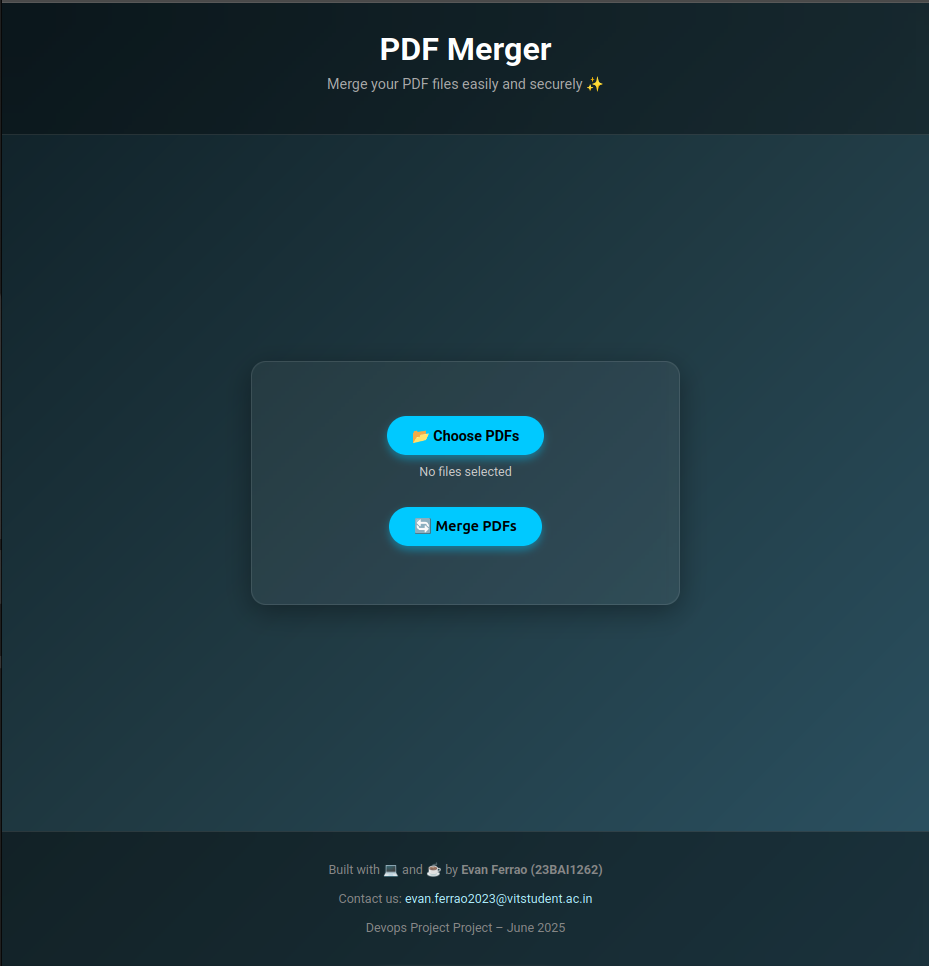 PDF Merger
Merge your PDF files easily and securely ✨
📂 Choose PDFs
No files selected
🔄 Merge PDFs
Built with 💻 and ☕ by Evan Ferrao (23BAI1262)
Contact us: evan.ferrao2023@vitstudent.ac.in
Devops Project Project – June 2025